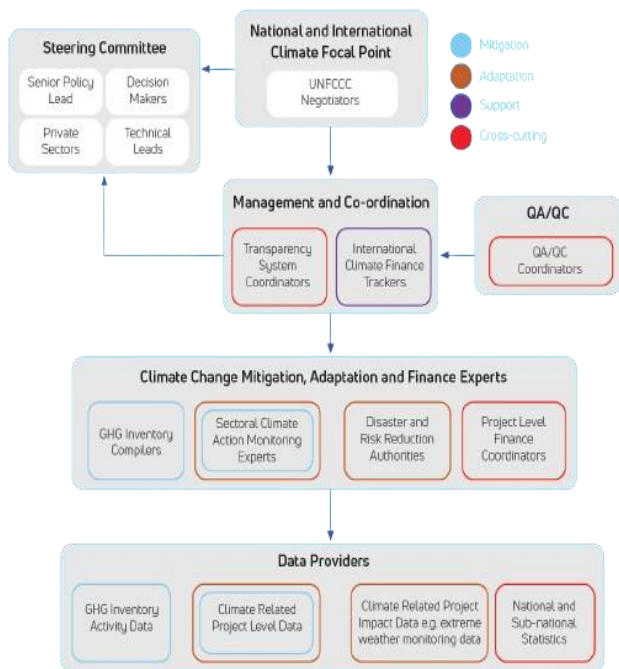 Steering Committee
Senior Policy
Lead
Decision
Makers
Private
Sectors
Technical
Leads
National and International
Climate Focal Point
UNFCCC
Negotiators
Mitigation
Adaptation
Support
Cross-cutting
Management and Co-ordination
Transparency
System
Coordinators
International
Climate Finance
Trackers
QA/QC
QA/QC
Coordinators
Climate Change Mitigation, Adaptation and Finance Experts
GHG Inventory
Compilers
Sectoral Climate
Action Monitoring
Experts
Disaster and
Risk Reduction
Authorities
Project Level
Finance
Coordinators
Data Providers
GHG Inventory
Activity Data
Climate Related
Project Level Data
Climate Related Project
Impact Data e.g. extreme
weather monitoring data
National and
Sub-national
Statistics